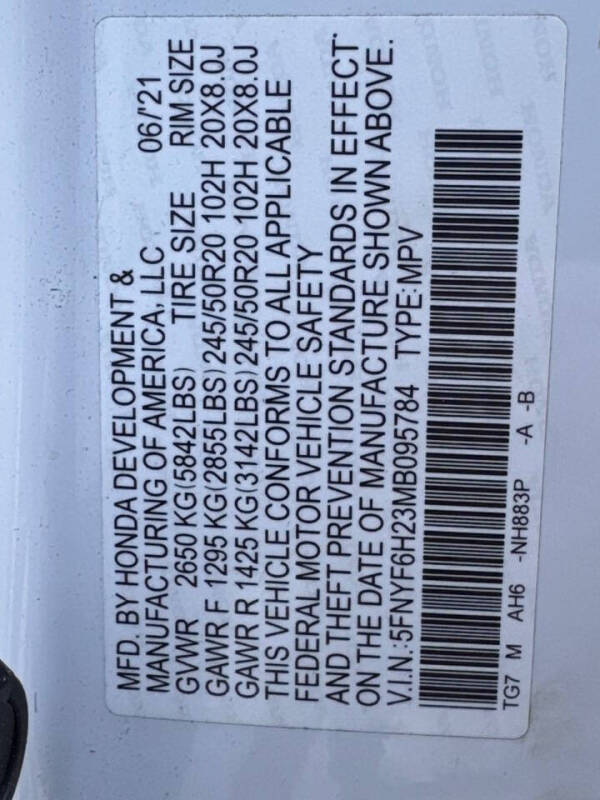 MFD. BY HONDA DEVELOPMENT &
MANUFACTURING OF AMERICA, LLC 06/'21
GVWR 2650 KG(5842LBS) TIRE SIZE RIM SIZE
GAWR F 1295 KG(2855LBS) 245/50R20 102H 20X8.0J
GAWR R 1425 KG(3142LBS) 245/50R20 102H 20X8.0J
THIS VEHICLE CONFORMS TO ALL APPLICABLE
FEDERAL MOTOR VEHICLE SAFETY
AND THEFT PREVENTION STANDARDS IN EFFECT
ON THE DATE OF MANUFACTURE SHOWN ABOVE.
V.I.N.:5FNYF6H23MB095784 TYPE:MPV
TG7 M AH6 -NH883P -A -B